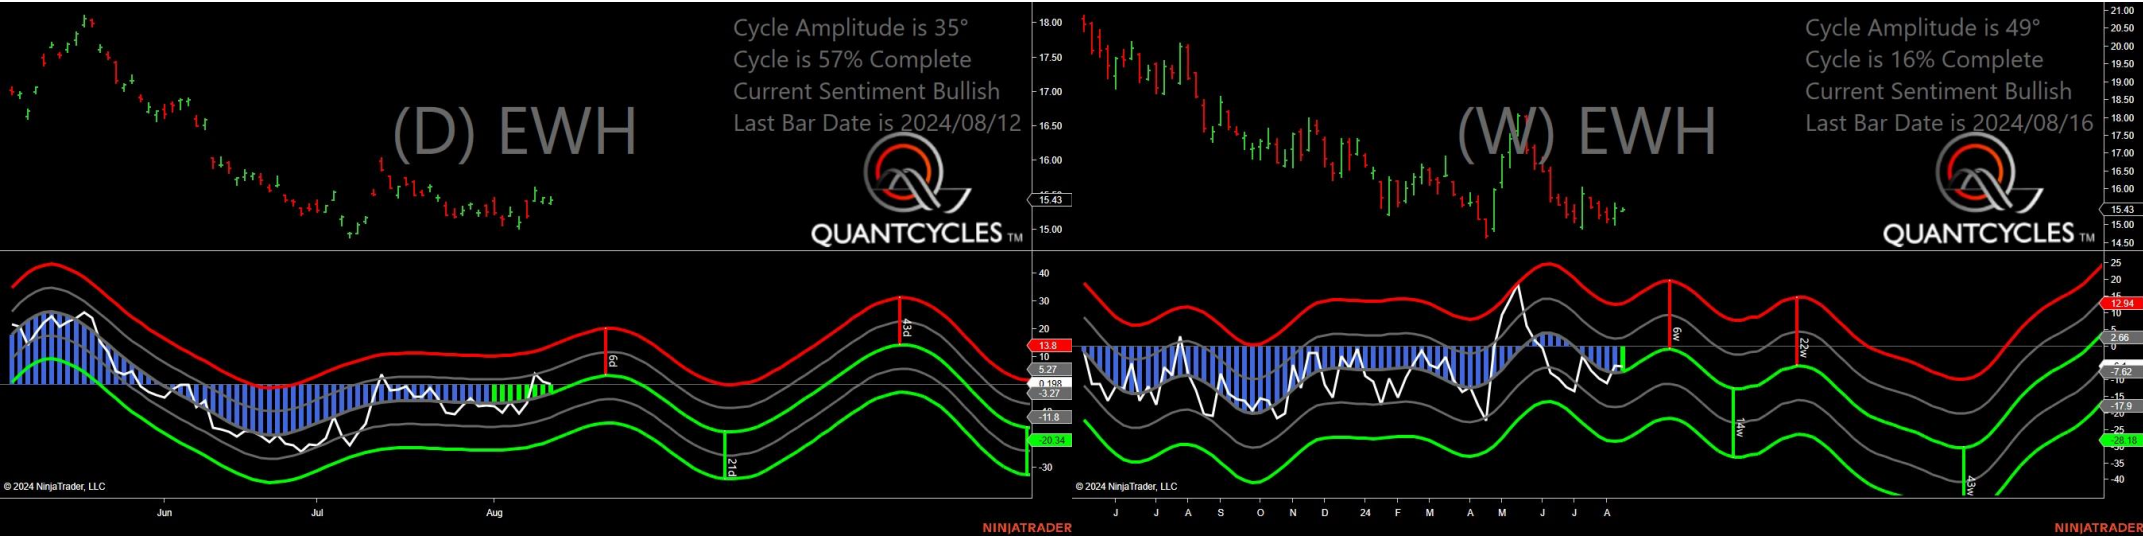 Cycle Amplitude is 35°
Cycle is 57% Complete
Current Sentiment Bullish
Last Bar Date is 2024/08/12
(D) EWH
QUANTCYCLES TM
18.00
17.50
17.00
16.50
16.00
15.43
15.00
40
30
20
13.8
10
5.27
0.198
-3.27
-11.8
-20.34
-30
6d
21d
43d
© 2024 NinjaTrader, LLC
Jun
Jul
Aug
NINJATRADER
Cycle Amplitude is 49°
Cycle is 16% Complete
Current Sentiment Bullish
Last Bar Date is 2024/08/16
(W) EWH
QUANTCYCLES TM
21.00
20.50
20.00
19.50
19.00
18.50
18.00
17.50
17.00
16.50
16.00
15.43
15.00
14.50
25
20
12.94
10
5
2.66
0
-7.62
-10
-17.9
-25
-28.18
-35
-40
6w
14w
22w
43w
© 2024 NinjaTrader, LLC
J
J
A
S
O
N
D
24
F
M
A
M
J
J
A
NINJATRADER